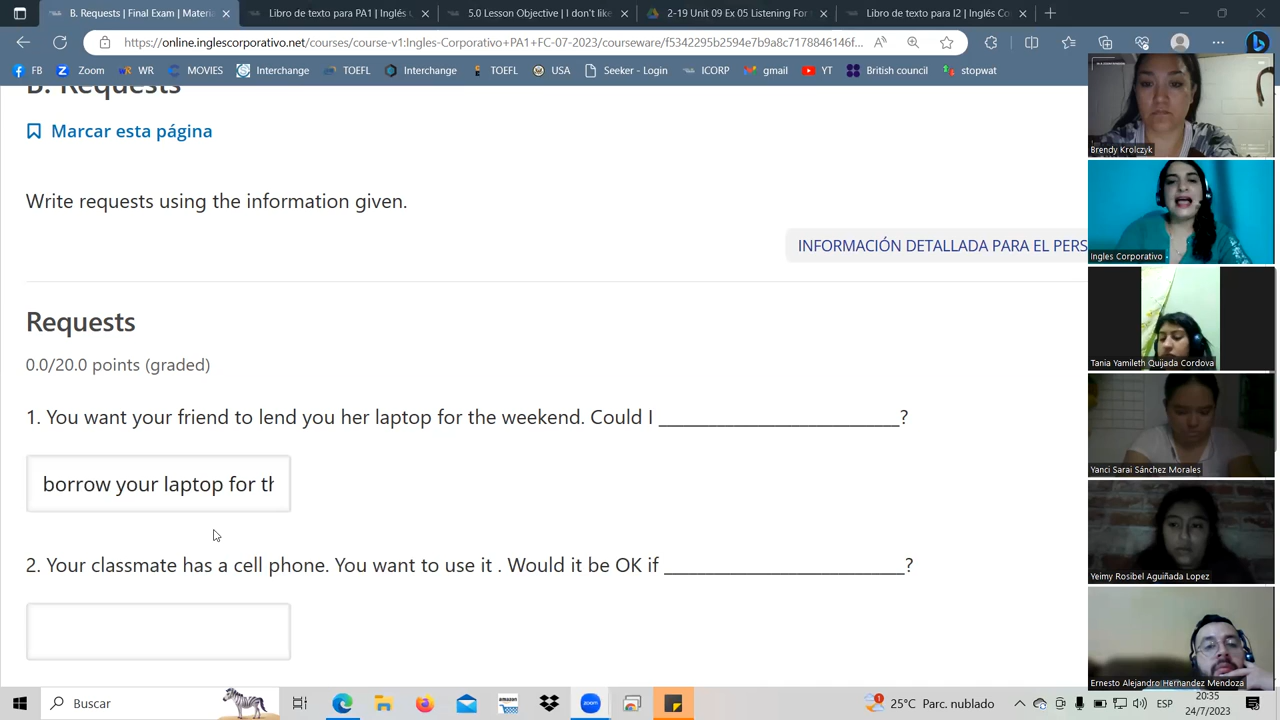 B. Requests | Final Exam | Materia
Libro de texto para PA1 | Inglés C
5.0 Lesson Objective | I don't like
2-19 Unit 09 Ex 05 Listening For
Libro de texto para I2 | Inglés Co
https://online.inglescorporativo.net/courses/course-v1:Ingles-Corporativo+PA1+FC-07-2023/courseware/f5342295b2594e7b9a8c7178846146f...
FB
Zoom
WR
MOVIES
Interchange
TOEFL
Interchange
TOEFL
USA
Seeker - Login
ICORP
gmail
YT
British council
stopwat
B. Requests
Marcar esta página
Write requests using the information given.
INFORMACIÓN DETALLADA PARA EL PERS
Requests
0.0/20.0 points (graded)
1. You want your friend to lend you her laptop for the weekend. Could I ________________________?
borrow your laptop for th
2. Your classmate has a cell phone. You want to use it . Would it be OK if ________________________?
Brendy Krolczyk
Ingles Corporativo -
Tania Yamileth Quijada Cordova
Yanci Sarai Sánchez Morales
Yeimy Rosibel Aguiñada Lopez
Ernesto Alejandro Hernandez Mendoza
Buscar
amazon
zoom
1
25°C Parc. nublado
ESP
20:35
24/7/2023